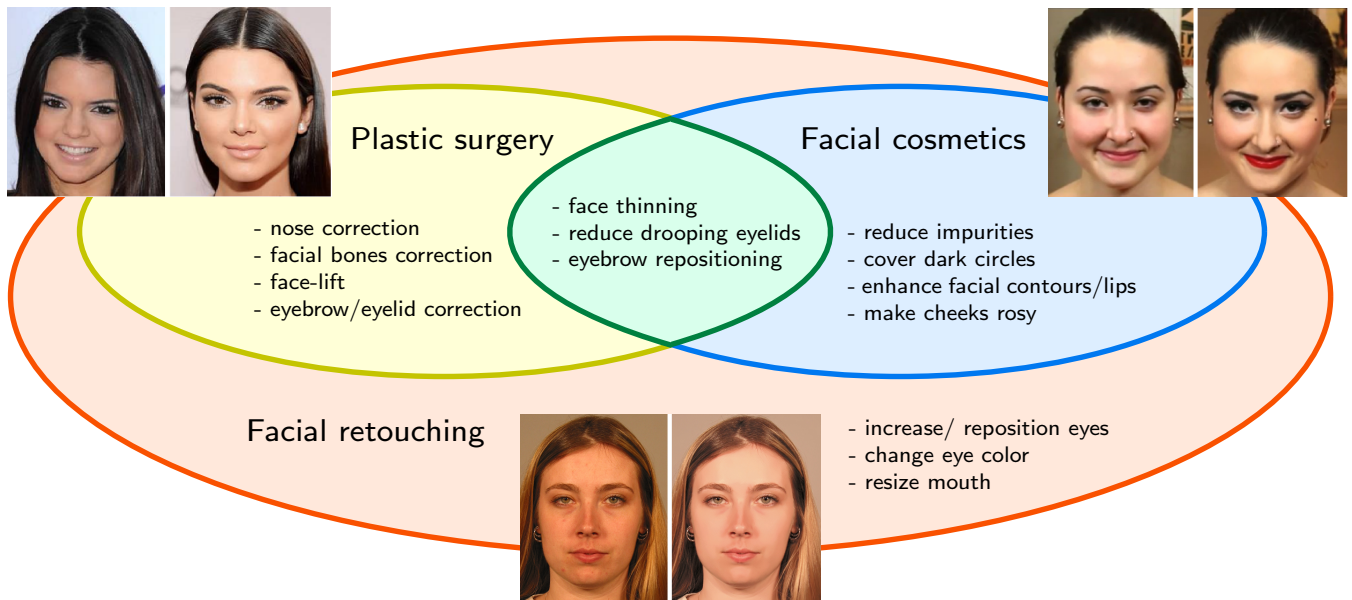 Plastic surgery
- nose correction
- facial bones correction
- face-lift
- eyebrow/eyelid correction
- face thinning
- reduce drooping eyelids
- eyebrow repositioning
Facial cosmetics
- reduce impurities
- cover dark circles
- enhance facial contours/lips
- make cheeks rosy
Facial retouching
- increase/ reposition eyes
- change eye color
- resize mouth